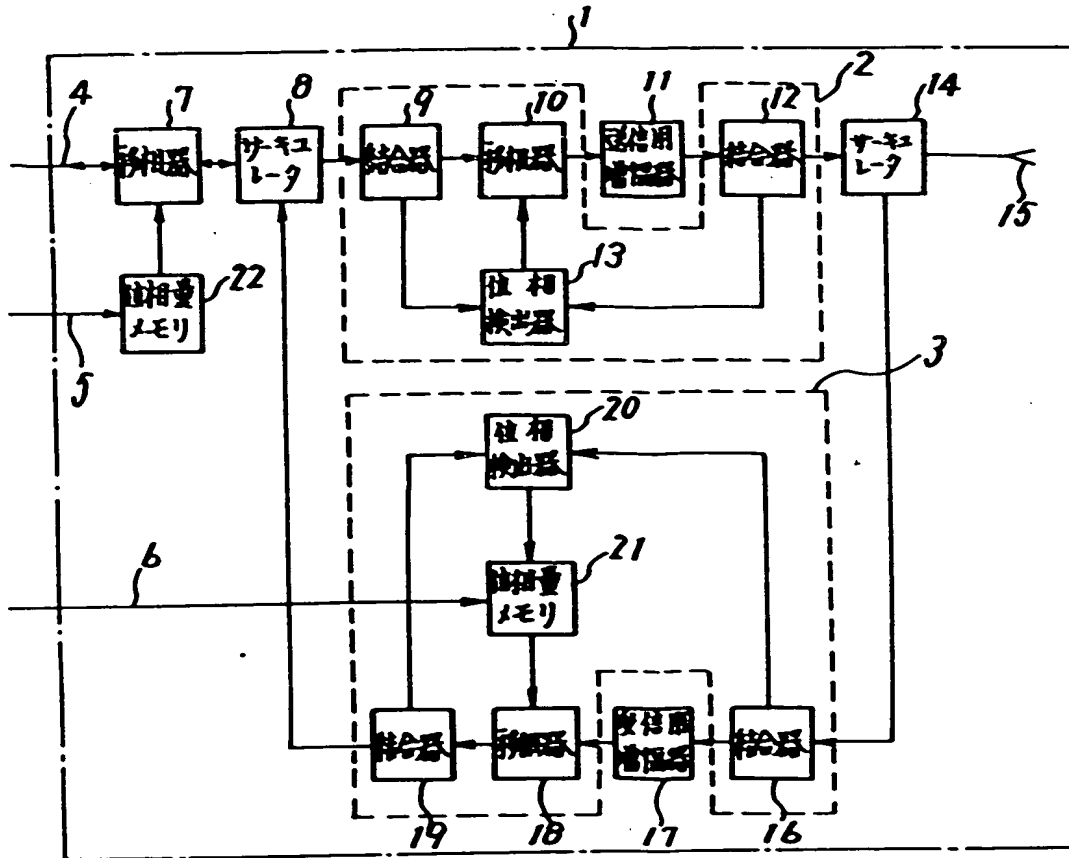 1
4
7
移相器
8
サーキュ
レータ
9
結合器
10
移相器
11
送信用
増幅器
12
結合器
2
14
サーキュ
レータ
15
5
位相量
メモリ
22
13
位相
検出器
3
20
位相
検出器
6
21
位相量
メモリ
結合器
19
移相器
18
受信用
増幅器
17
結合器
16